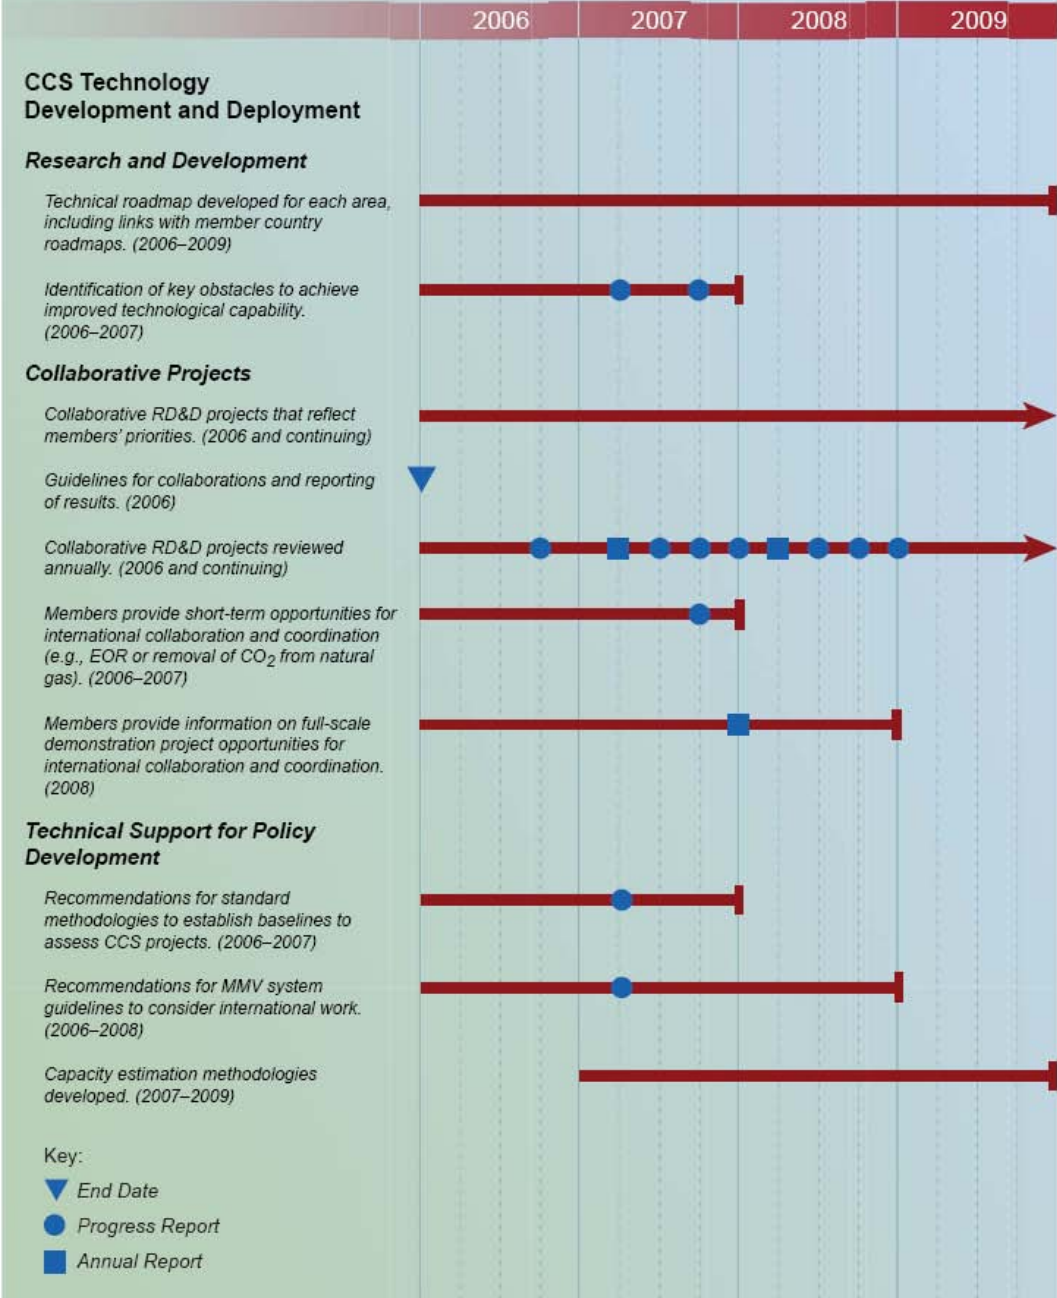 2006 2007 2008 2009
CCS Technology
Development and Deployment
Research and Development
Technical roadmap developed for each area,
including links with member country
roadmaps. (2006–2009)
Identification of key obstacles to achieve
improved technological capability.
(2006–2007)
Collaborative Projects
Collaborative RD&D projects that reflect
members' priorities. (2006 and continuing)
Guidelines for collaborations and reporting
of results. (2006)
Collaborative RD&D projects reviewed
annually. (2006 and continuing)
Members provide short-term opportunities for
international collaboration and coordination
(e.g., EOR or removal of CO2 from natural
gas). (2006–2007)
Members provide information on full-scale
demonstration project opportunities for
international collaboration and coordination.
(2008)
Technical Support for Policy
Development
Recommendations for standard
methodologies to establish baselines to
assess CCS projects. (2006–2007)
Recommendations for MMV system
guidelines to consider international work.
(2006–2008)
Capacity estimation methodologies
developed. (2007–2009)
Key:
End Date
Progress Report
Annual Report